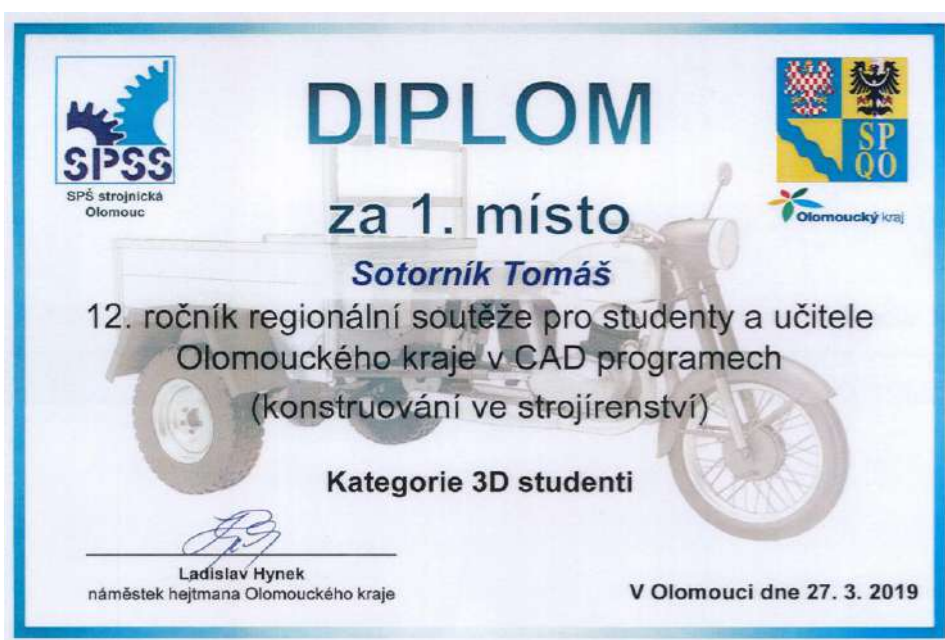 SPSS
SPŠ strojnická
Olomouc
DIPLOM
SP
QO
Olomoucký kraj
za 1. místo
Sotorník Tomáš
12. ročník regionální soutěže pro studenty a učitele
Olomouckého kraje v CAD programech
(konstruování ve strojírenství)
Kategorie 3D studenti
Ladislav Hynek
náměstek hejtmana Olomouckého kraje
V Olomouci dne 27. 3. 2019